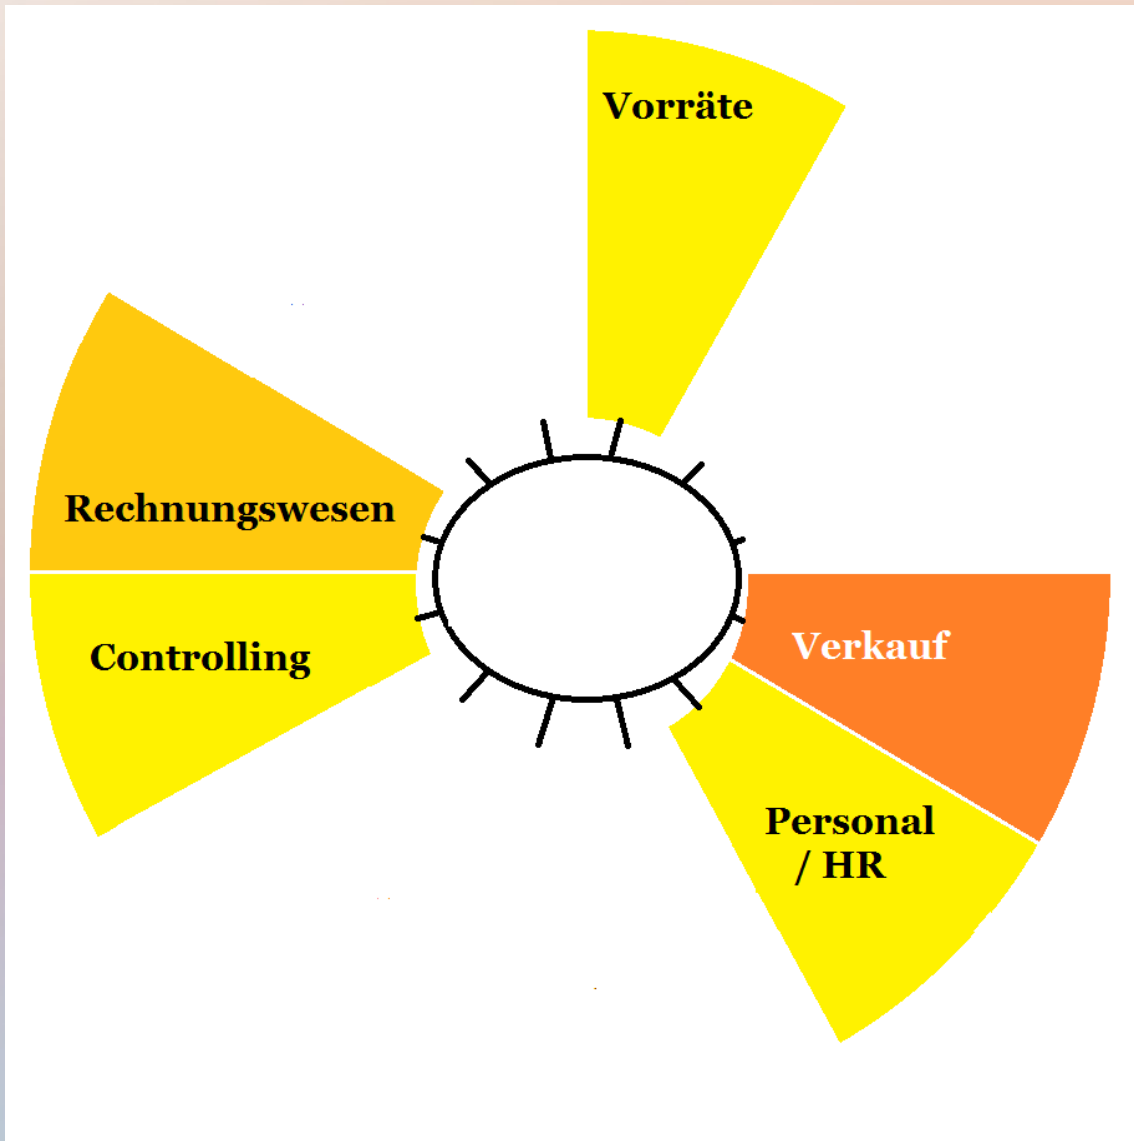 Vorräte
Rechnungswesen
Controlling
Verkauf
Personal
/ HR